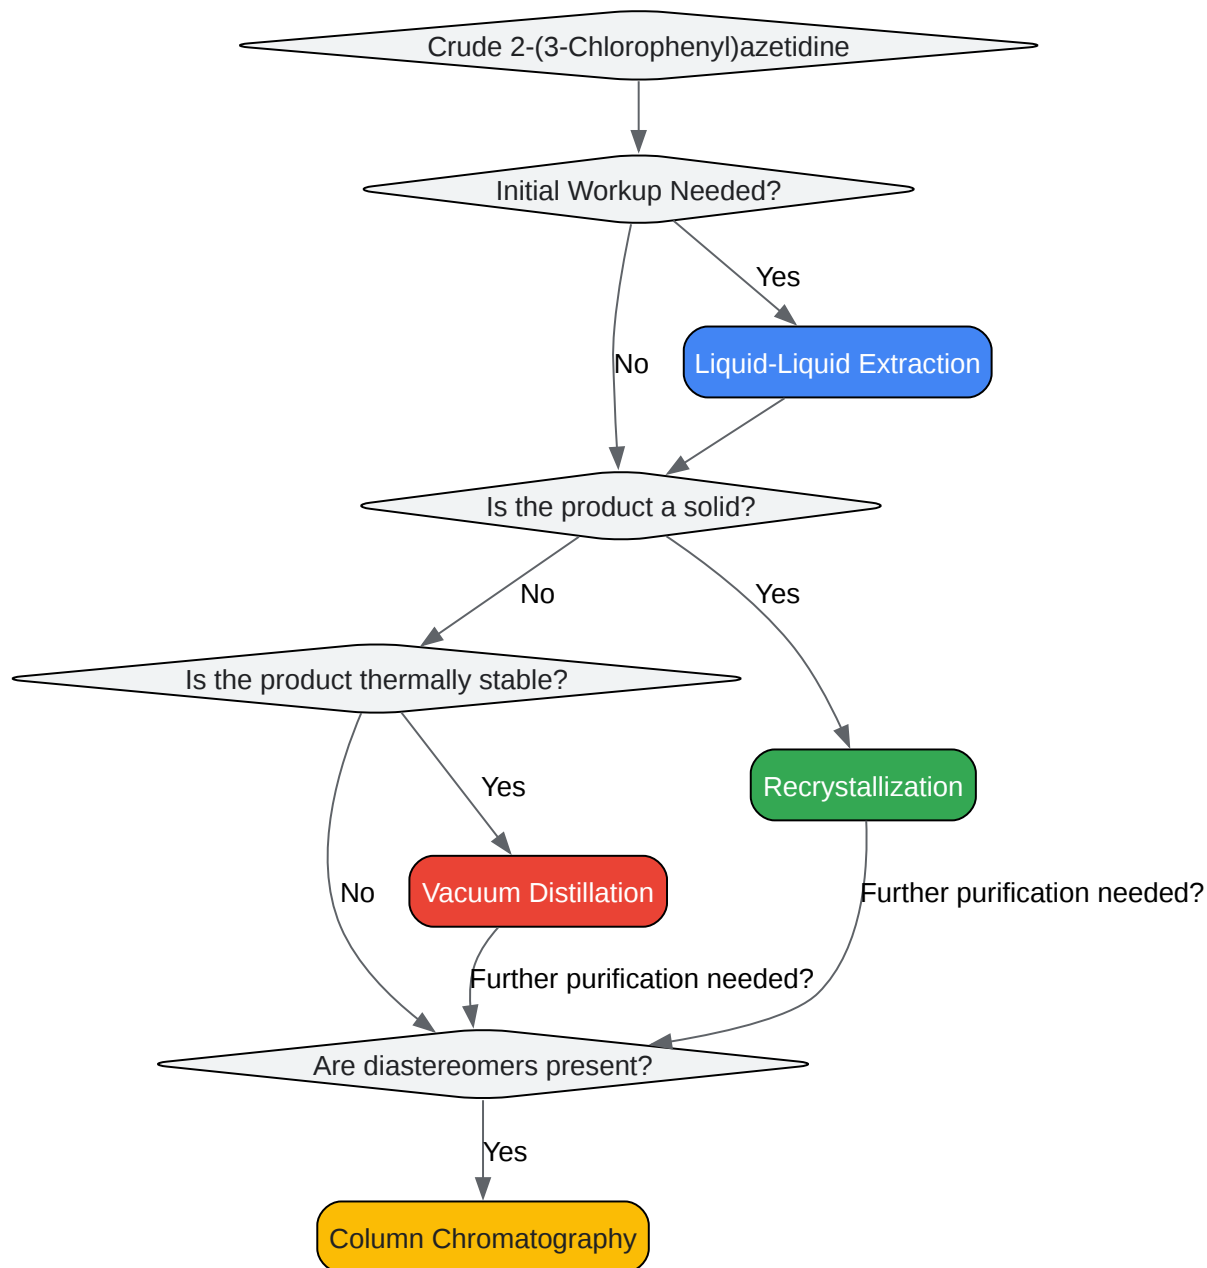 Crude 2-(3-Chlorophenyl)azetidine
Initial Workup Needed?
Yes
No
Liquid-Liquid Extraction
Is the product a solid?
No
Yes
Is the product thermally stable?
Yes
Recrystallization
No
Vacuum Distillation
Further purification needed?
Further purification needed?
Are diastereomers present?
Yes
Column Chromatography